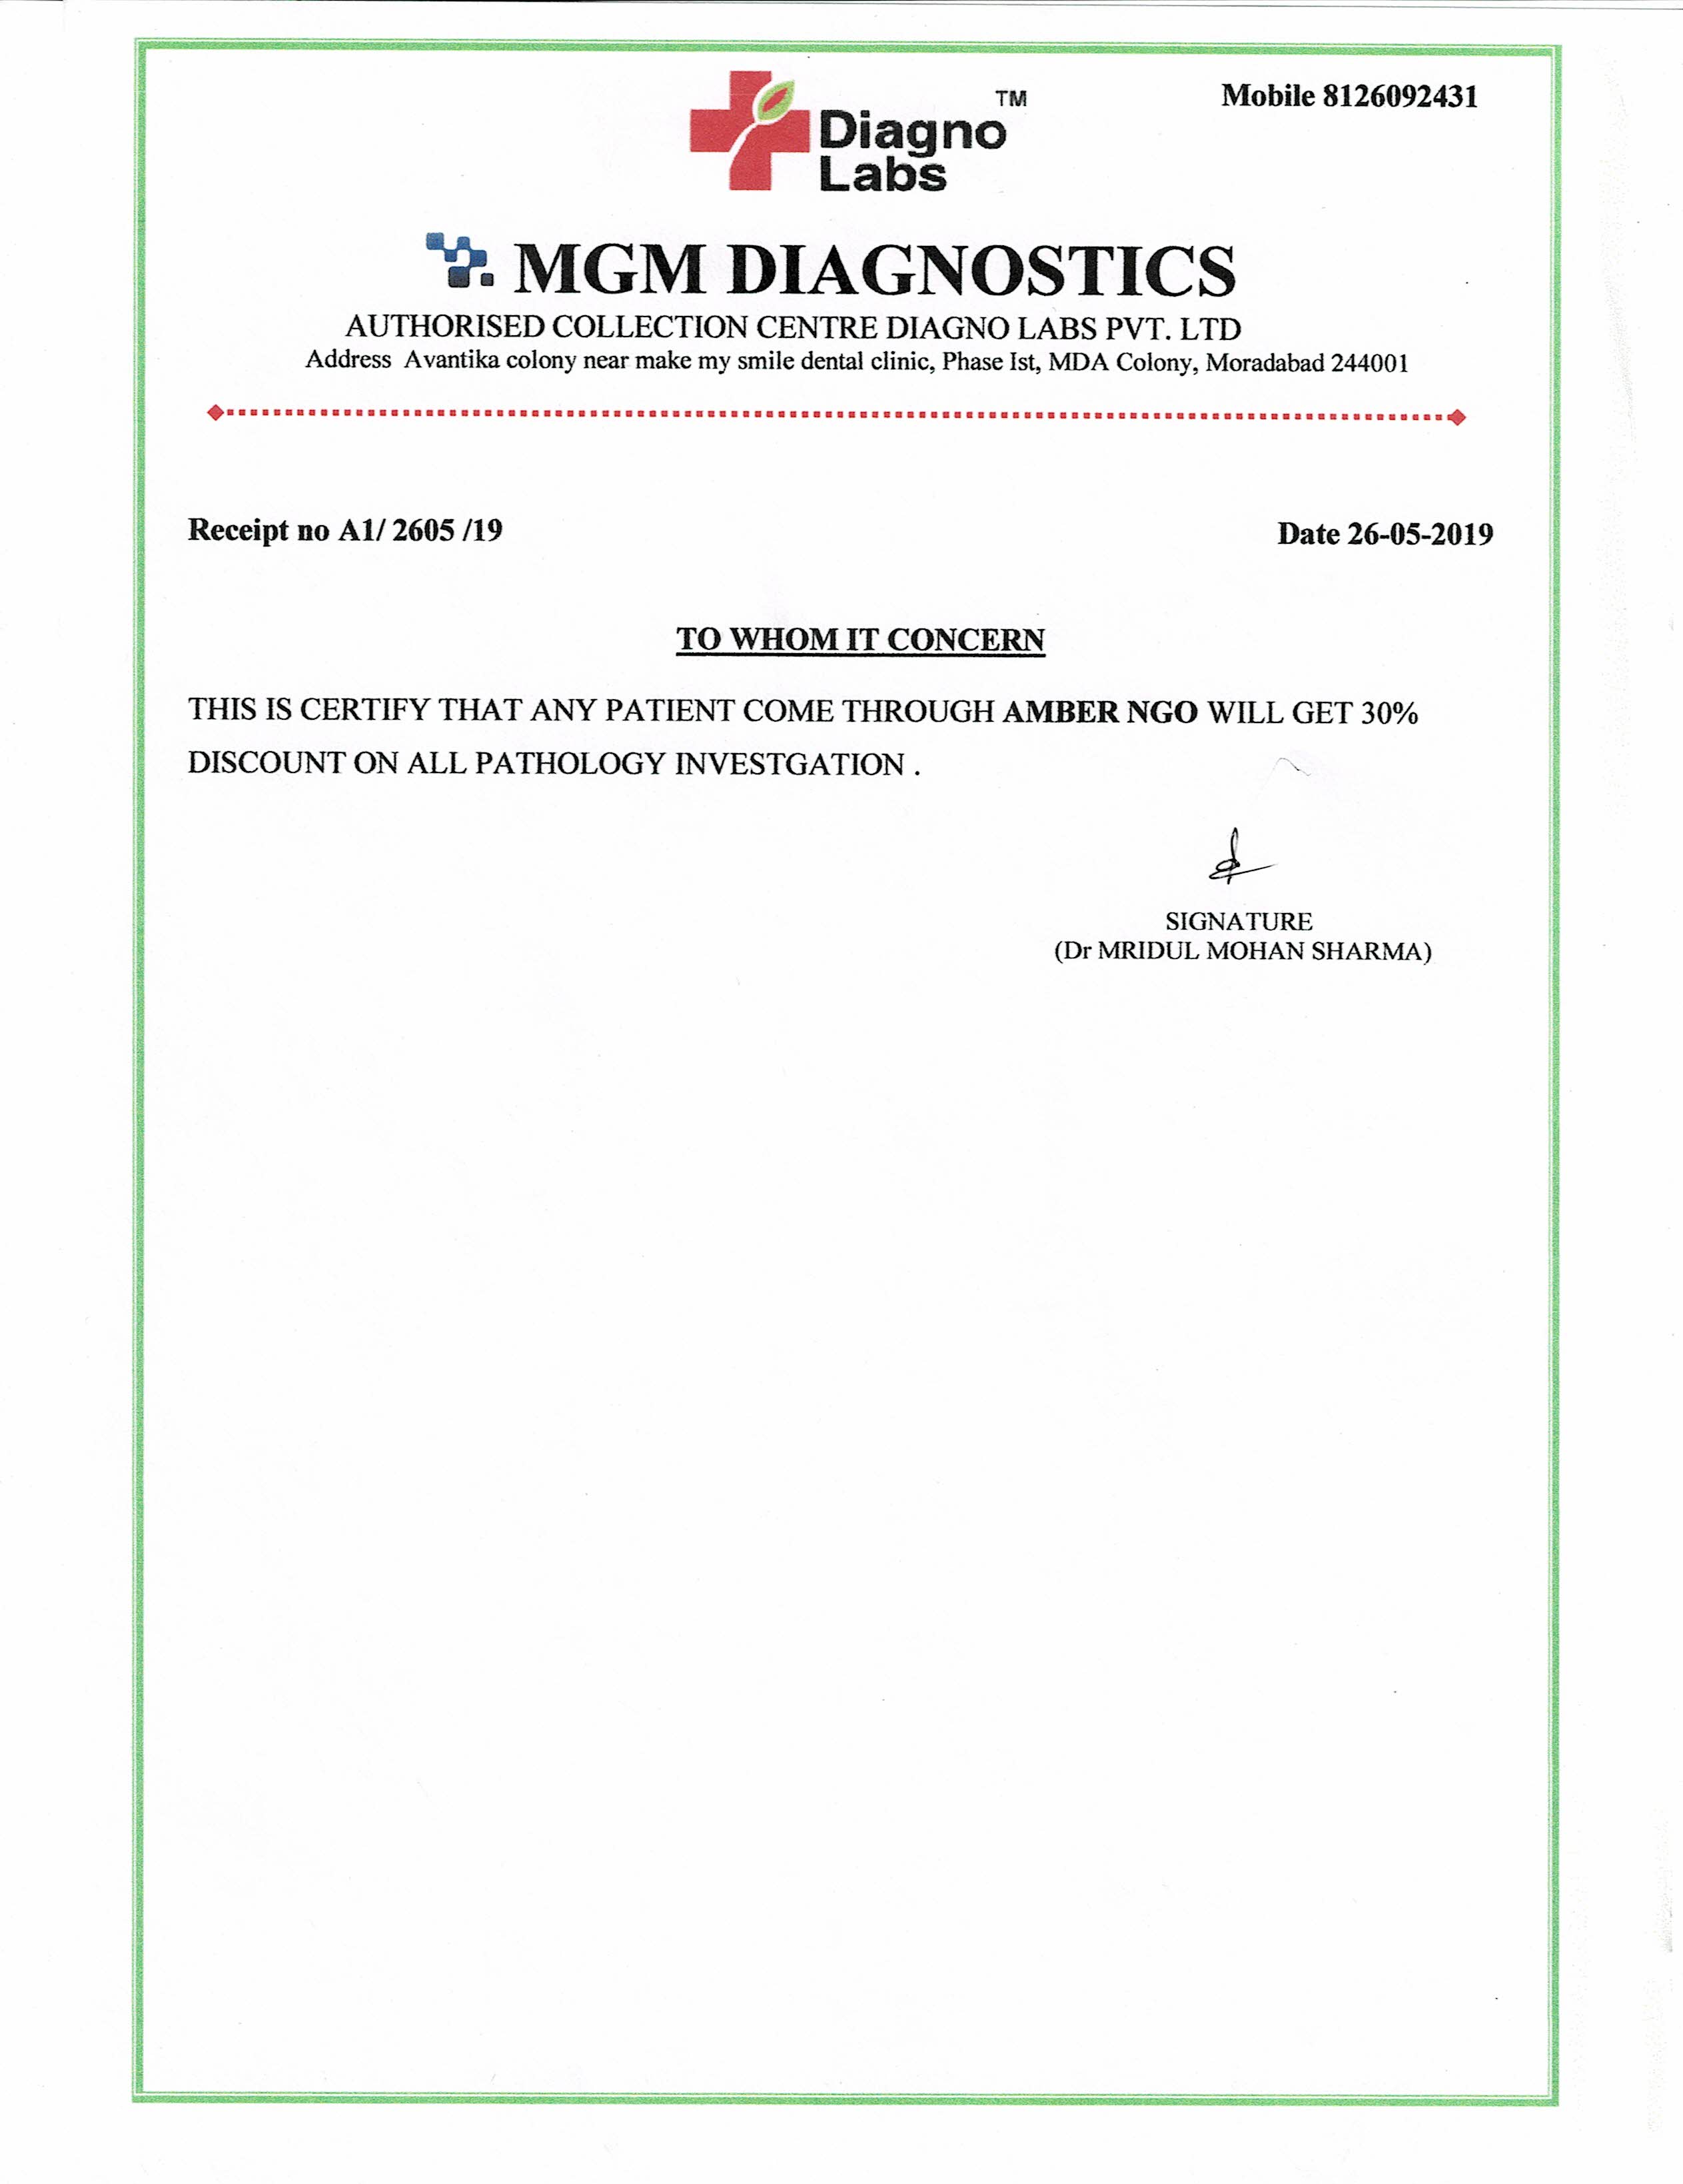 Mobile 8126092431
Diagno TM
Labs
MGM DIAGNOSTICS
AUTHORISED COLLECTION CENTRE DIAGNO LABS PVT. LTD
Address  Avantika colony near make my smile dental clinic, Phase Ist, MDA Colony, Moradabad 244001
Receipt no A1/ 2605 /19
Date 26-05-2019
TO WHOM IT CONCERN
THIS IS CERTIFY THAT ANY PATIENT COME THROUGH AMBER NGO WILL GET 30%
DISCOUNT ON ALL PATHOLOGY INVESTGATION .
SIGNATURE
(Dr MRIDUL MOHAN SHARMA)